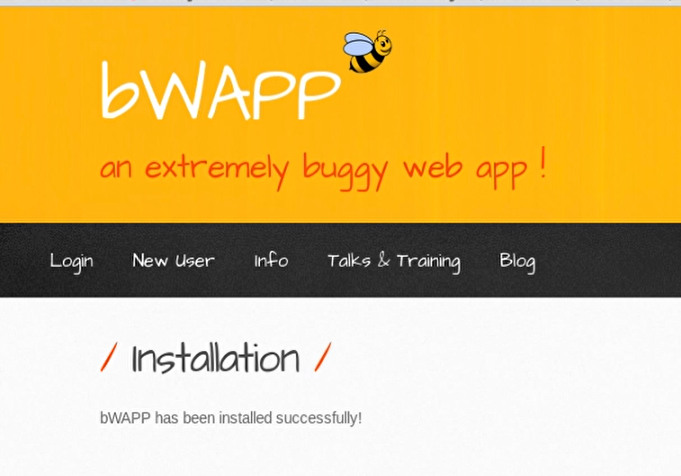 bWAPP
an extremely buggy web app !
Login New User Info Talks & Training Blog
/ Installation /
bWAPP has been installed successfully!